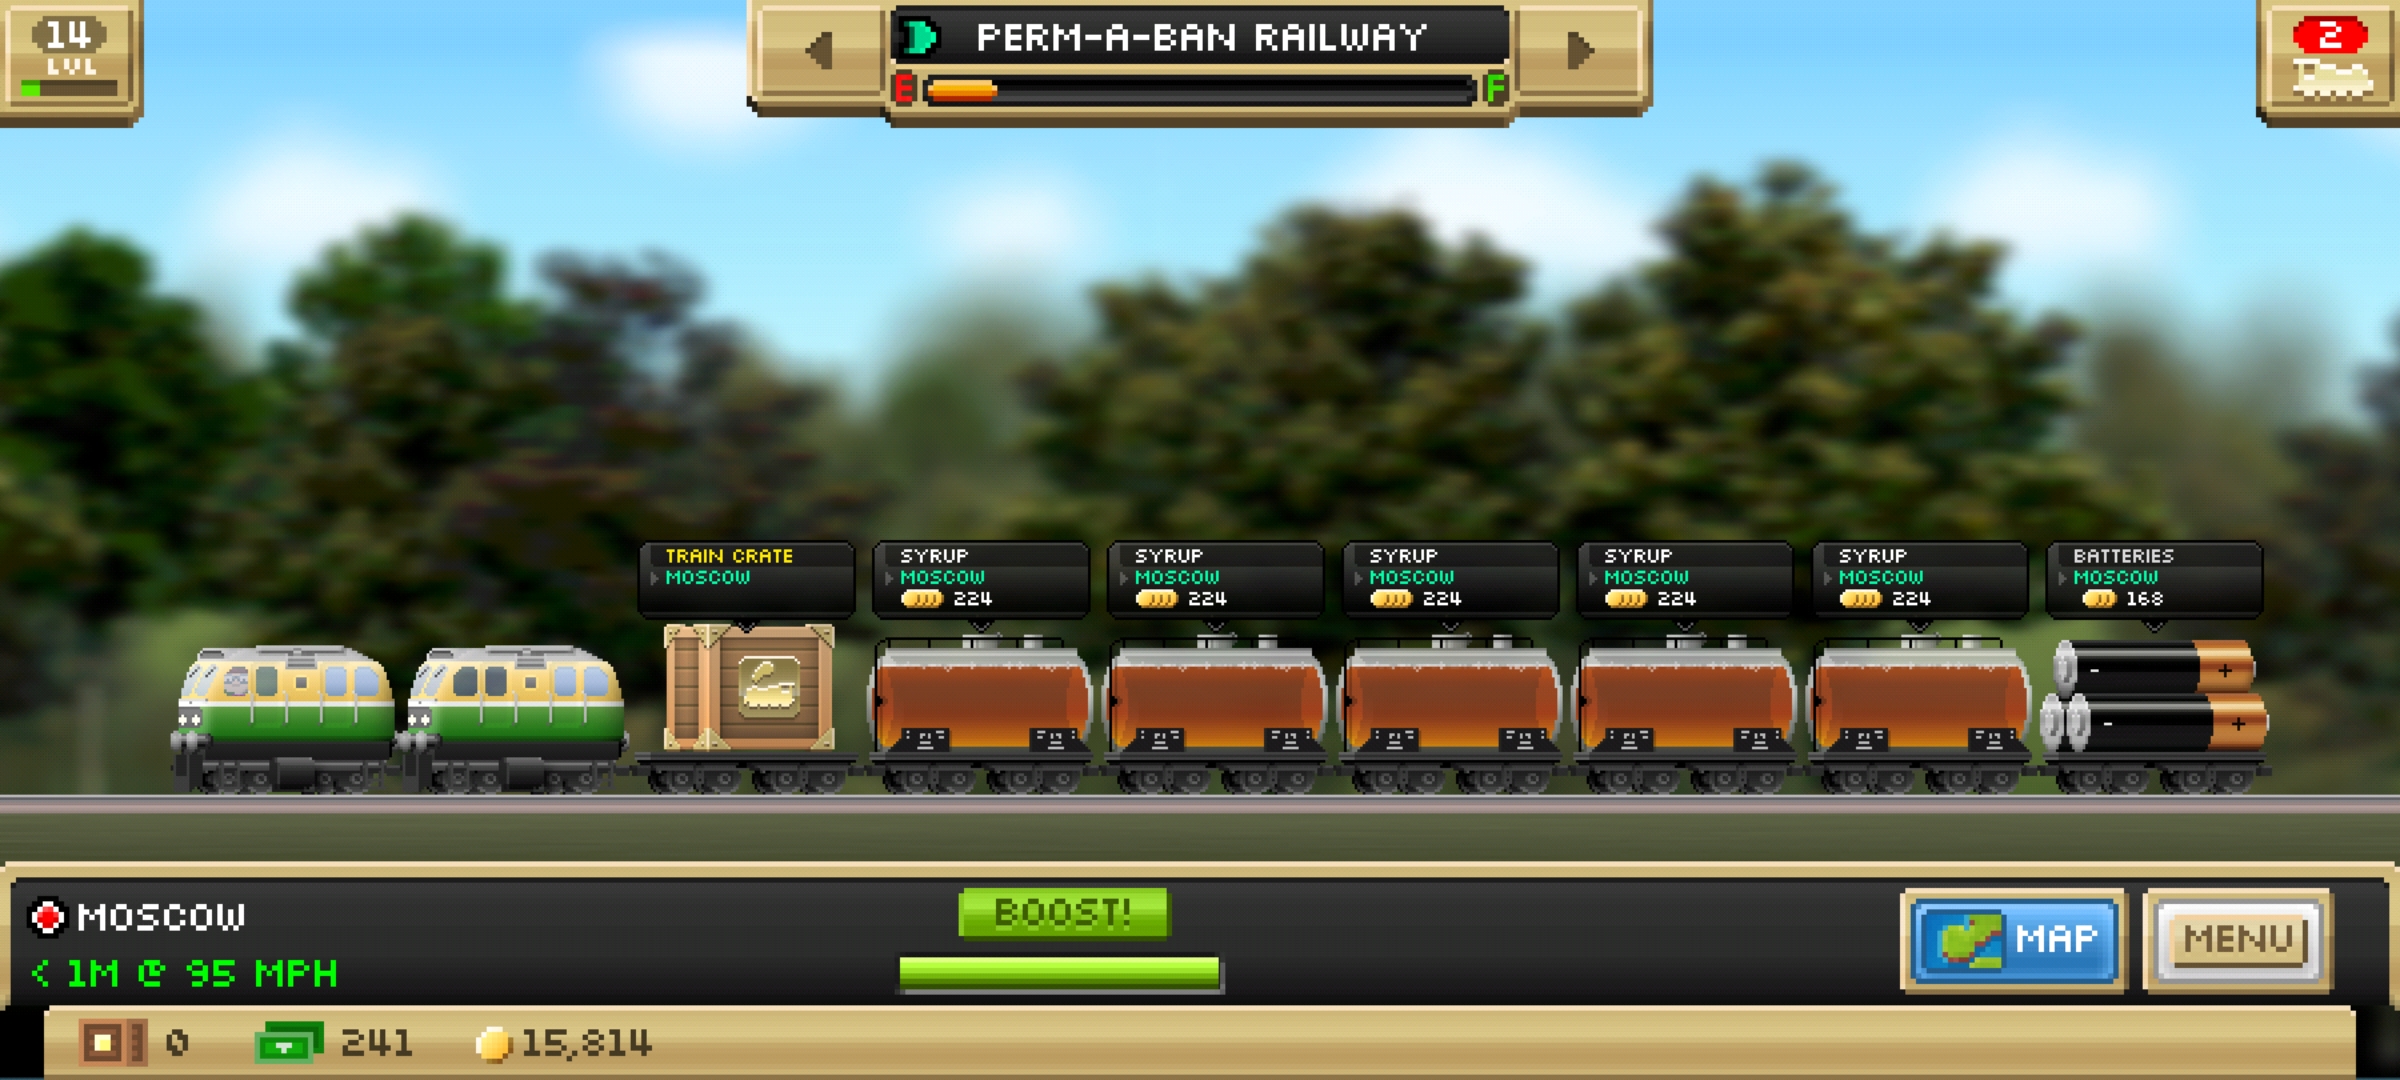 14
LVL
PERM-A-BAN RAILWAY
E F
2
TRAIN CRATE
MOSCOW
SYRUP
MOSCOW
224
SYRUP
MOSCOW
224
SYRUP
MOSCOW
224
SYRUP
MOSCOW
224
SYRUP
MOSCOW
224
BATTERIES
MOSCOW
168
- +
- +
MOSCOW
< 1M @ 95 MPH
BOOST!
MAP
MENU
0 241 15,814